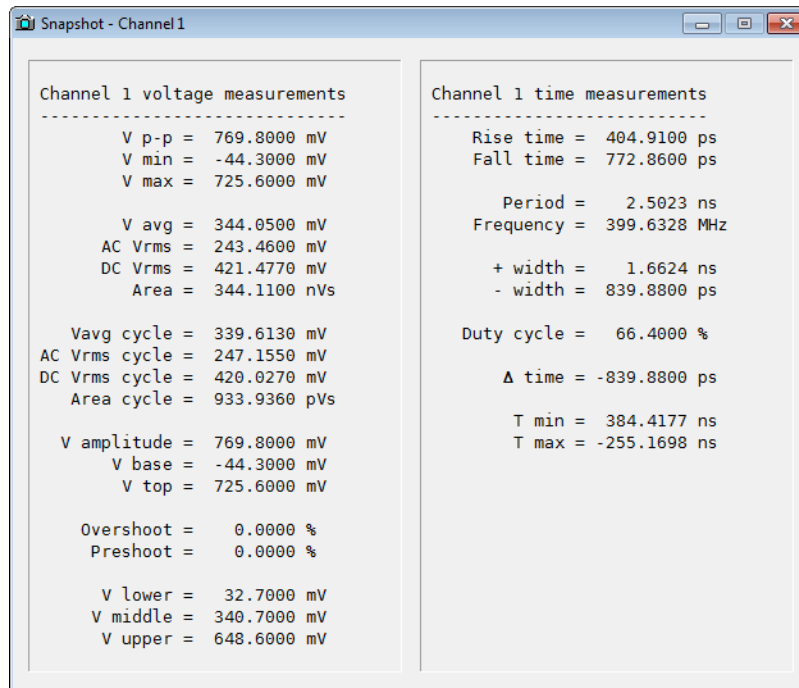 Snapshot - Channel 1
Channel 1 voltage measurements
------------------------------
V p-p = 769.8000 mV
V min = -44.3000 mV
V max = 725.6000 mV
V avg = 344.0500 mV
AC Vrms = 243.4600 mV
DC Vrms = 421.4770 mV
Area = 344.1100 nVs
Vavg cycle = 339.6130 mV
AC Vrms cycle = 247.1550 mV
DC Vrms cycle = 420.0270 mV
Area cycle = 933.9360 pVs
V amplitude = 769.8000 mV
V base = -44.3000 mV
V top = 725.6000 mV
Overshoot = 0.0000 %
Preshoot = 0.0000 %
V lower = 32.7000 mV
V middle = 340.7000 mV
V upper = 648.6000 mV
Channel 1 time measurements
---------------------------
Rise time = 404.9100 ps
Fall time = 772.8600 ps
Period = 2.5023 ns
Frequency = 399.6328 MHz
+ width = 1.6624 ns
- width = 839.8800 ps
Duty cycle = 66.4000 %
Δ time = -839.8800 ps
T min = 384.4177 ns
T max = -255.1698 ns